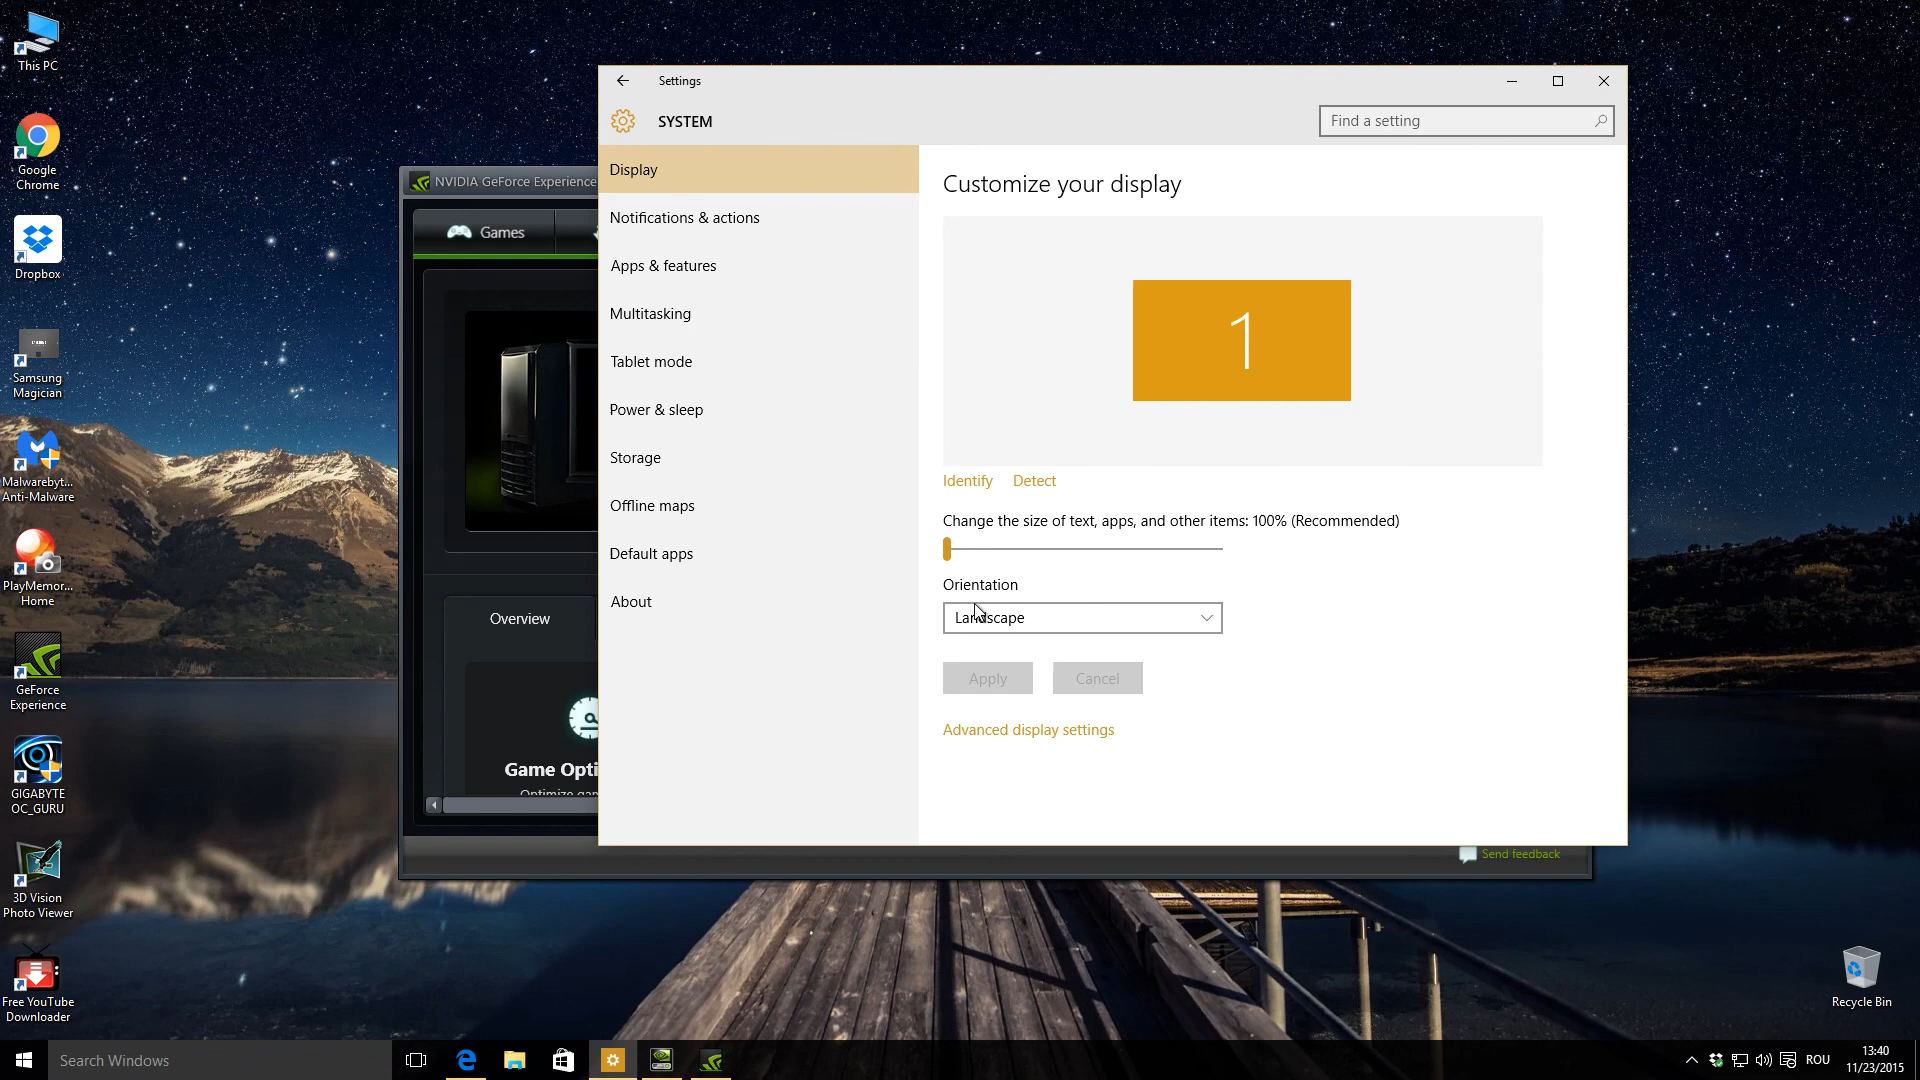 This PC
Google
Chrome
Dropbox
Samsung
Magician
Malwarebyt...
Anti-Malware
PlayMemor...
Home
GeForce
Experience
GIGABYTE
OC_GURU
3D Vision
Photo Viewer
Free YouTube
Downloader
NVIDIA GeForce Experience
Games
Overview
Game Opti
Optimize gam
Send feedback
Settings
SYSTEM
Find a setting
Display
Notifications & actions
Apps & features
Multitasking
Tablet mode
Power & sleep
Storage
Offline maps
Default apps
About
Customize your display
1
Identify Detect
Change the size of text, apps, and other items: 100% (Recommended)
Orientation
Landscape
Apply Cancel
Advanced display settings
Recycle Bin
Search Windows
ROU
13:40
11/23/2015